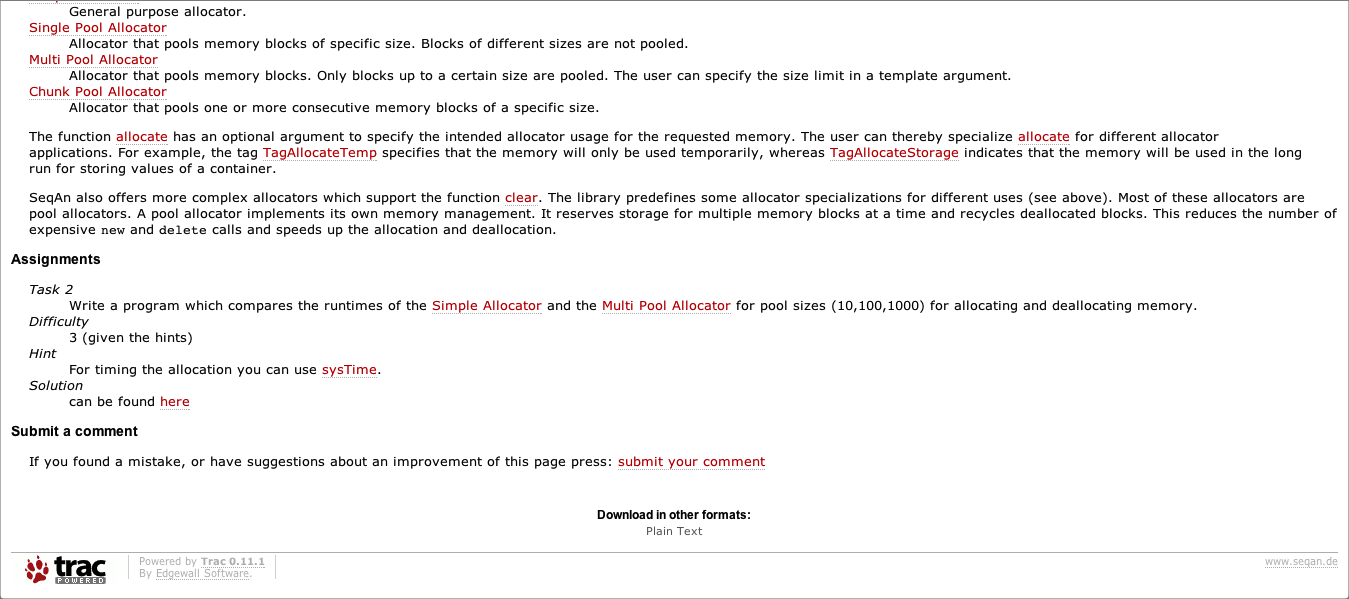 General purpose allocator.
Single Pool Allocator
Allocator that pools memory blocks of specific size. Blocks of different sizes are not pooled.
Multi Pool Allocator
Allocator that pools memory blocks. Only blocks up to a certain size are pooled. The user can specify the size limit in a template argument.
Chunk Pool Allocator
Allocator that pools one or more consecutive memory blocks of a specific size.
The function allocate has an optional argument to specify the intended allocator usage for the requested memory. The user can thereby specialize allocate for different allocator
applications. For example, the tag TagAllocateTemp specifies that the memory will only be used temporarily, whereas TagAllocateStorage indicates that the memory will be used in the long
run for storing values of a container.
SeqAn also offers more complex allocators which support the function clear. The library predefines some allocator specializations for different uses (see above). Most of these allocators are
pool allocators. A pool allocator implements its own memory management. It reserves storage for multiple memory blocks at a time and recycles deallocated blocks. This reduces the number of
expensive new and delete calls and speeds up the allocation and deallocation.
Assignments
Task 2
Write a program which compares the runtimes of the Simple Allocator and the Multi Pool Allocator for pool sizes (10,100,1000) for allocating and deallocating memory.
Difficulty
3 (given the hints)
Hint
For timing the allocation you can use sysTime.
Solution
can be found here
Submit a comment
If you found a mistake, or have suggestions about an improvement of this page press: submit your comment
Download in other formats:
Plain Text
trac
POWERED
Powered by Trac 0.11.1
By Edgewall Software.
www.seqan.de